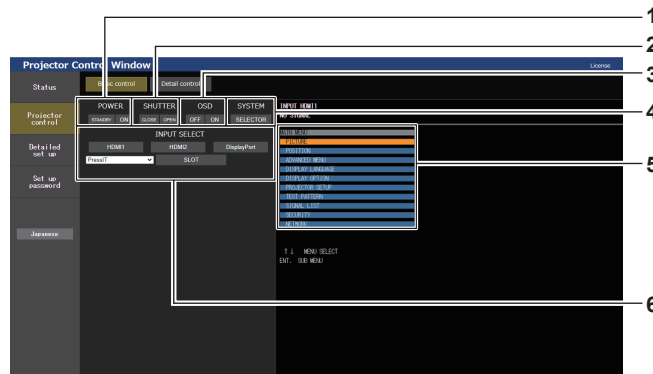 1
2
3
4
5
6
Projector Control Window
License
Status
Basic control
Detail control
Projector
control
Detailed
set up
Set up
password
Japanese
POWER
STANDBY ON
SHUTTER
CLOSE OPEN
OSD
OFF ON
SYSTEM
SELECTOR
INPUT SELECT
HDMI1 HDMI2 DisplayPort
PressIT SLOT
INPUT HDMI1
NO SIGNAL
MAIN MENU
PICTURE
POSITION
ADVANCED MENU
DISPLAY LANGUAGE
DISPLAY OPTION
PROJECTOR SETUP
TEST PATTERN
SIGNAL LIST
SECURITY
NETWORK
↑↓ MENU SELECT
ENT. SUB MENU